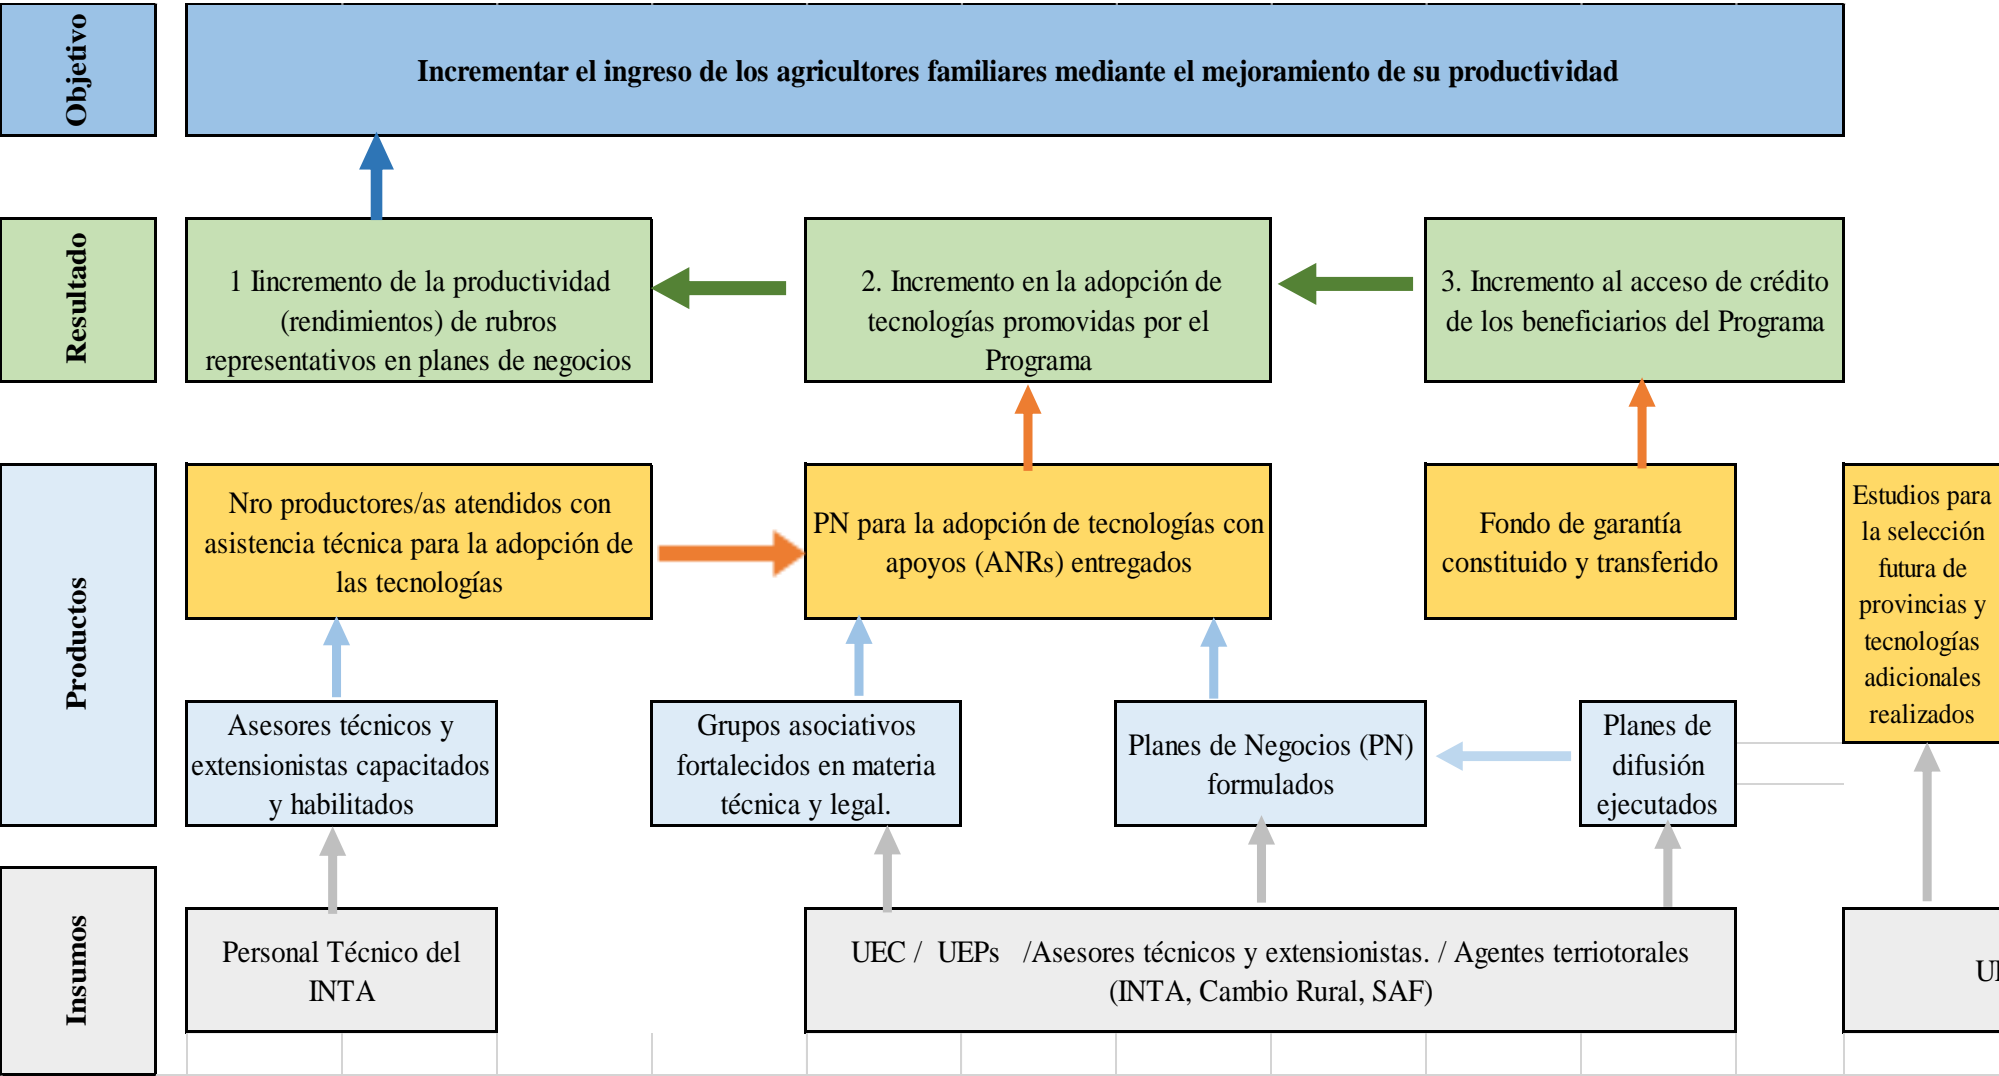 Objetivo
Incrementar el ingreso de los agricultores familiares mediante el mejoramiento de su productividad
Resultado
1 Iincremento de la productividad
(rendimientos) de rubros
representativos en planes de negocios
2. Incremento en la adopción de
tecnologías promovidas por el
Programa
3. Incremento al acceso de crédito
de los beneficiarios del Programa
Productos
Nro productores/as atendidos con
asistencia técnica para la adopción de
las tecnologías
PN para la adopción de tecnologías con
apoyos (ANRs) entregados
Fondo de garantía
constituido y transferido
Estudios para
la selección
futura de
provincias y
tecnologías
adicionales
realizados
Asesores técnicos y
extensionistas capacitados
y habilitados
Grupos asociativos
fortalecidos en materia
técnica y legal.
Planes de Negocios (PN)
formulados
Planes de
difusión
ejecutados
Insumos
Personal Técnico del
INTA
UEC / UEPs /Asesores técnicos y extensionistas. / Agentes terriotorales
(INTA, Cambio Rural, SAF)